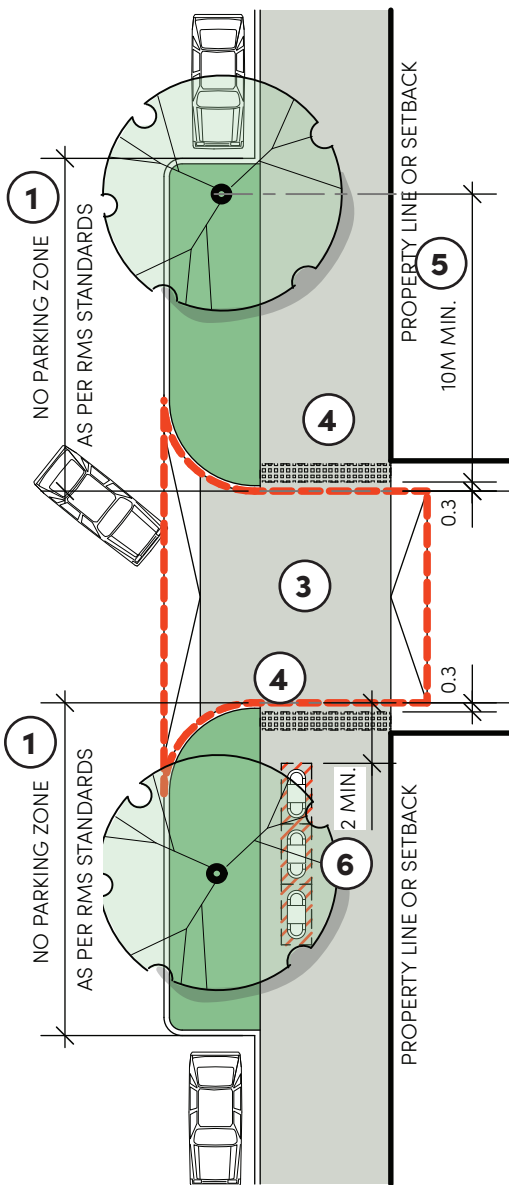 1
NO PARKING ZONE
AS PER RMS STANDARDS
PROPERTY LINE OR SETBACK
5
10M MIN.
4
0.3
3
4
0.3
1
NO PARKING ZONE
AS PER RMS STANDARDS
2 MIN.
6
PROPERTY LINE OR SETBACK